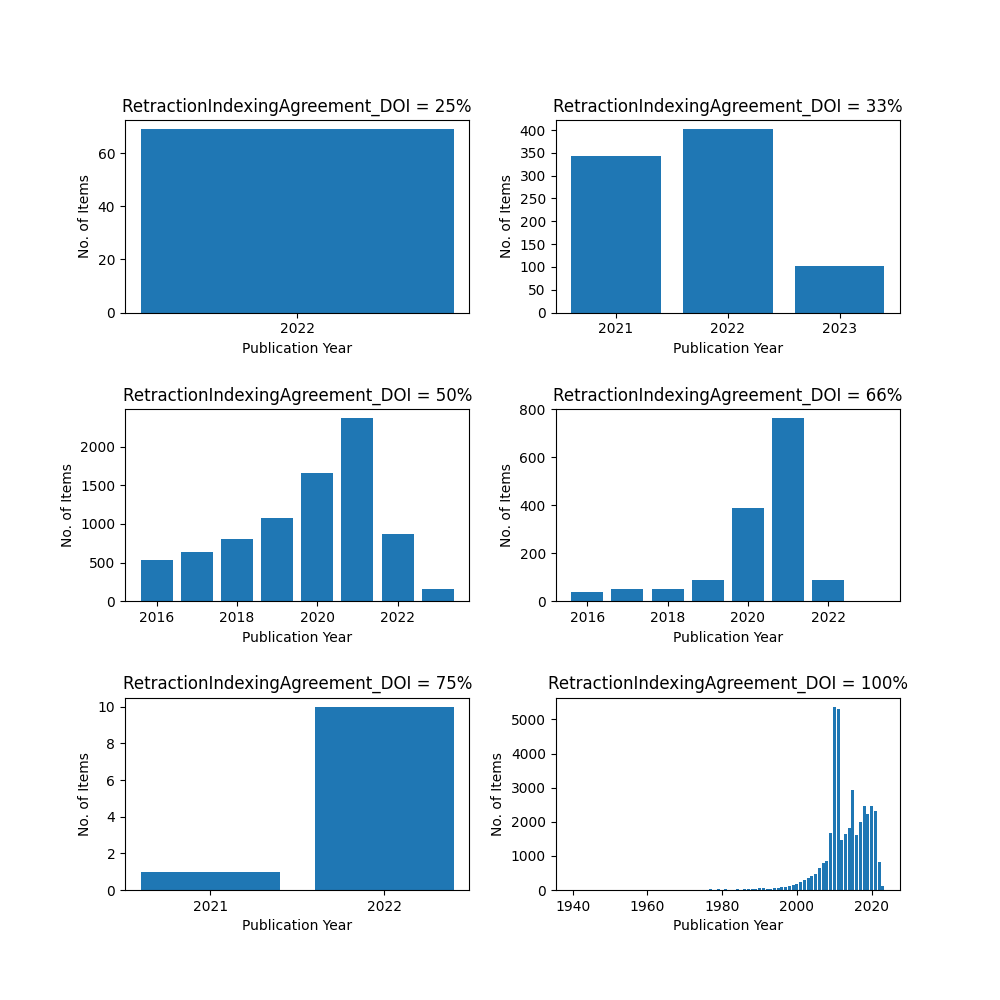 RetractionIndexingAgreement_DOI = 25%
60
40
20
0
No. of Items
2022
Publication Year
RetractionIndexingAgreement_DOI = 33%
400
350
300
250
200
150
100
50
0
No. of Items
2021 2022 2023
Publication Year
RetractionIndexingAgreement_DOI = 50%
2000
1500
1000
500
0
No. of Items
2016 2018 2020 2022
Publication Year
RetractionIndexingAgreement_DOI = 66%
800
600
400
200
0
No. of Items
2016 2018 2020 2022
Publication Year
RetractionIndexingAgreement_DOI = 75%
10
8
6
4
2
0
No. of Items
2021 2022
Publication Year
RetractionIndexingAgreement_DOI = 100%
5000
4000
3000
2000
1000
0
No. of Items
1940 1960 1980 2000 2020
Publication Year